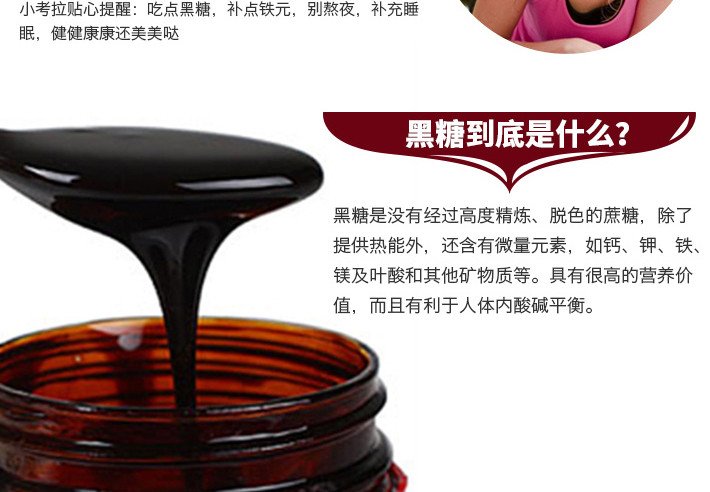 小考拉贴心提醒：吃点黑糖，补点铁元，别熬夜，补充睡
眠，健健康康还美美哒
黑糖到底是什么?
黑糖是没有经过高度精炼、脱色的蔗糖，除了
提供热能外，还含有微量元素，如钙、钾、铁、
镁及叶酸和其他矿物质等。具有很高的营养价
值，而且有利于人体内酸碱平衡。